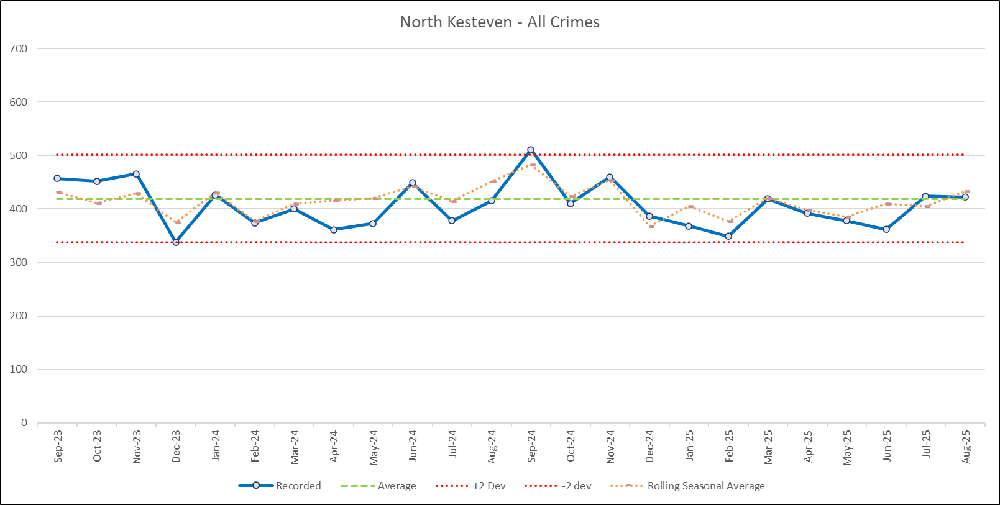 North Kesteven - All Crimes
700
600
500
400
300
200
100
0
Sep-23
Oct-23
Nov-23
Dec-23
Jan-24
Feb-24
Mar-24
Apr-24
May-24
Jun-24
Jul-24
Aug-24
Sep-24
Oct-24
Nov-24
Dec-24
Jan-25
Feb-25
Mar-25
Apr-25
May-25
Jun-25
Jul-25
Aug-25
Recorded
Average
+2 Dev
-2 dev
Rolling Seasonal Average